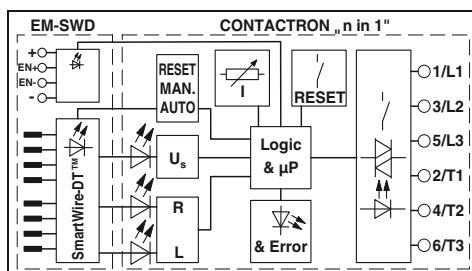 EM-SWD
CONTACTRON „n in 1"
+
EN+
EN-
-
SmartWire-DT™
RESET
MAN.
AUTO
I
RESET
Us
R
L
Logic
& µP
& Error
1/L1
3/L2
5/L3
2/T1
4/T2
6/T3